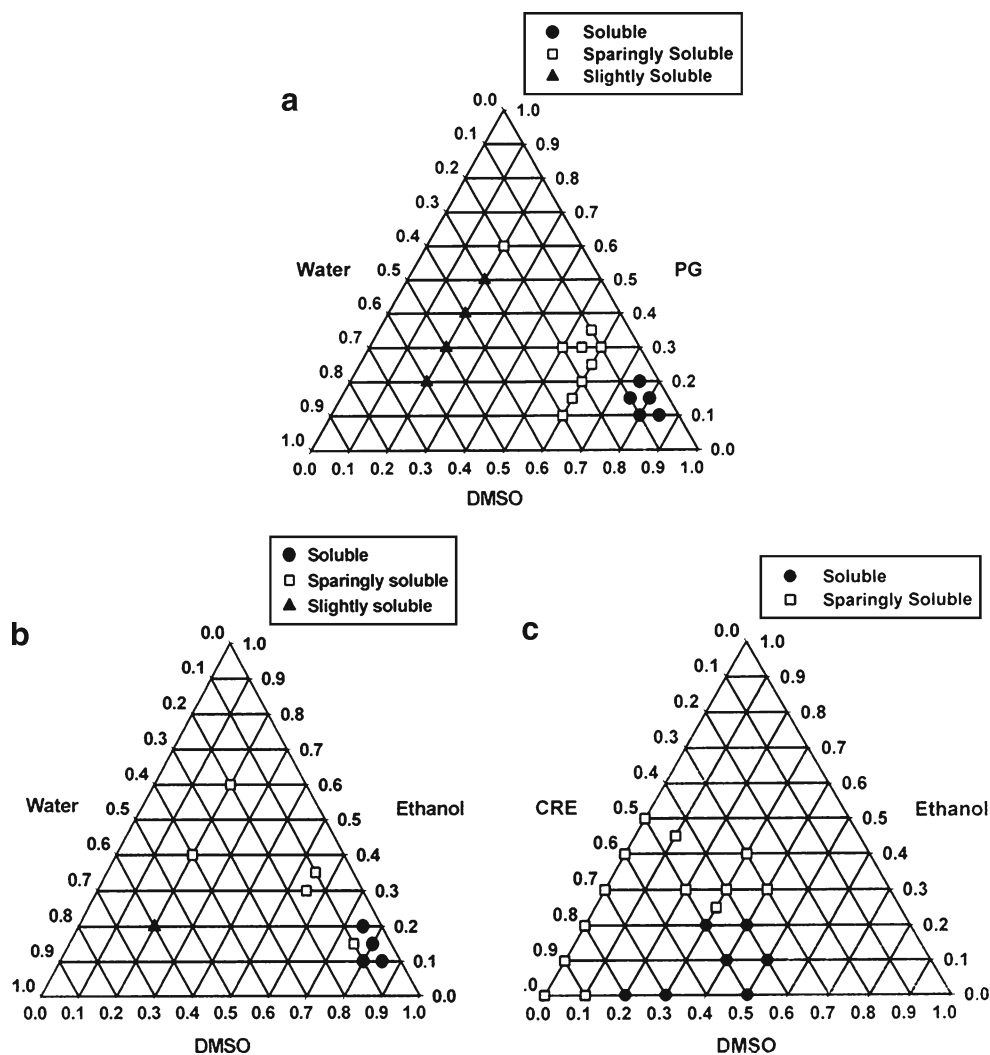 Soluble
Sparingly Soluble
Slightly Soluble
a
0.0 1.0
0.1 0.9
0.2 0.8
0.3 0.7
0.4 0.6
Water PG
0.5 0.5
0.6 0.4
0.7 0.3
0.8 0.2
0.9 0.1
1.0 0.0
0.0 0.1 0.2 0.3 0.4 0.5 0.6 0.7 0.8 0.9 1.0
DMSO
Soluble
Sparingly soluble
Slightly soluble
b
0.0 1.0
0.1 0.9
0.2 0.8
0.3 0.7
0.4 0.6
Water Ethanol
0.5 0.5
0.6 0.4
0.7 0.3
0.8 0.2
0.9 0.1
1.0 0.0
0.0 0.1 0.2 0.3 0.4 0.5 0.6 0.7 0.8 0.9 1.0
DMSO
Soluble
Sparingly Soluble
c
0.0 1.0
0.1 0.9
0.2 0.8
0.3 0.7
0.4 0.6
CRE Ethanol
0.5 0.5
0.6 0.4
0.7 0.3
0.8 0.2
0.9 0.1
.0 0.0
0.0 0.1 0.2 0.3 0.4 0.5 0.6 0.7 0.8 0.9 1.0
DMSO